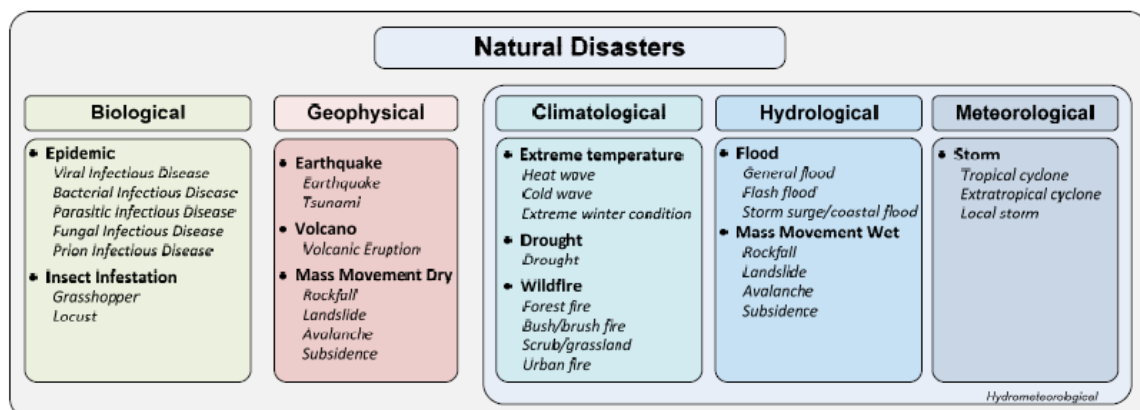 Natural Disasters
Biological
Epidemic
Viral Infectious Disease
Bacterial Infectious Disease
Parasitic Infectious Disease
Fungal Infectious Disease
Prion Infectious Disease
Insect Infestation
Grasshopper
Locust
Geophysical
Earthquake
Earthquake
Tsunami
Volcano
Volcanic Eruption
Mass Movement Dry
Rockfall
Landslide
Avalanche
Subsidence
Climatological
Extreme temperature
Heat wave
Cold wave
Extreme winter condition
Drought
Drought
Wildfire
Forest fire
Bush/brush fire
Scrub/grassland
Urban fire
Hydrological
Flood
General flood
Flash flood
Storm surge/coastal flood
Mass Movement Wet
Rockfall
Landslide
Avalanche
Subsidence
Meteorological
Storm
Tropical cyclone
Extratropical cyclone
Local storm
Hydrometeorological